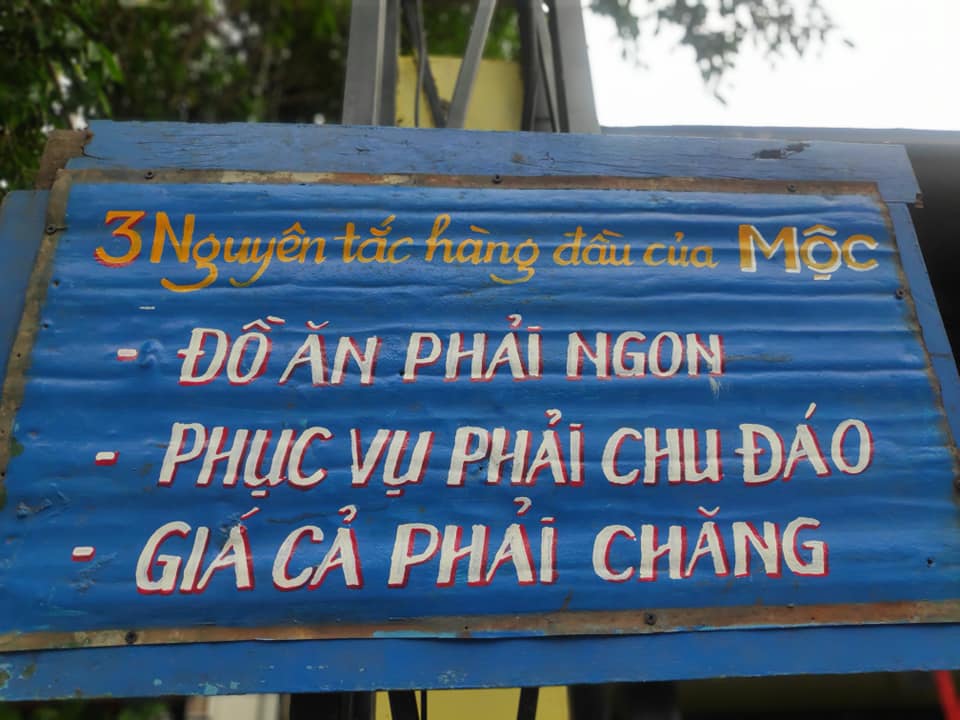 3 Nguyên tắc hàng đầu của MỘC
- ĐỒ ĂN PHẢI NGON
- PHỤC VỤ PHẢI CHU ĐÁO
- GIÁ CẢ PHẢI CHĂNG